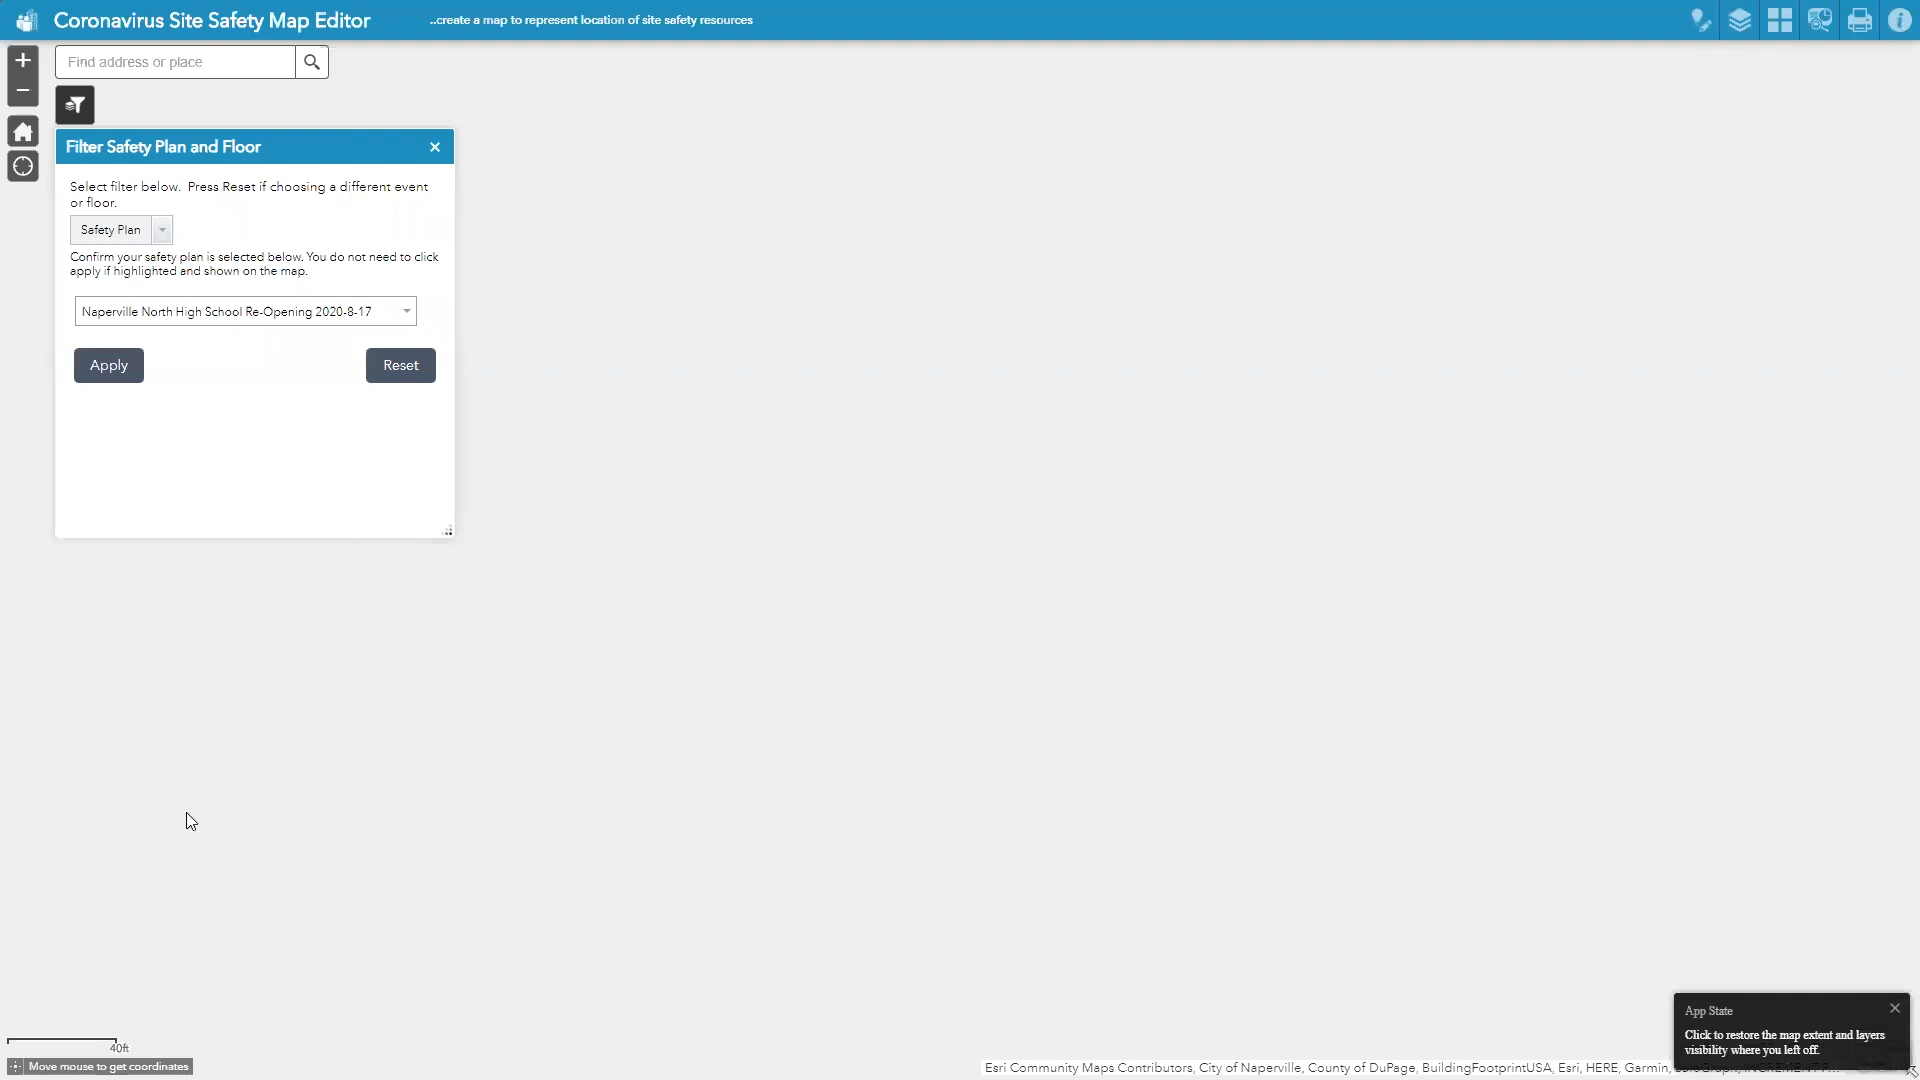 Coronavirus Site Safety Map Editor
..create a map to represent location of site safety resources
+
Find address or place
−
Filter Safety Plan and Floor
Select filter below. Press Reset if choosing a different event
or floor.
Safety Plan
Confirm your safety plan is selected below. You do not need to click
apply if highlighted and shown on the map.
Naperville North High School Re-Opening 2020-8-17
Apply
Reset
App State
Click to restore the map extent and layers
visibility where you left off.
40ft
Move mouse to get coordinates
Esri Community Maps Contributors, City of Naperville, County of DuPage, BuildingFootprintUSA, Esri, HERE, Garmin,